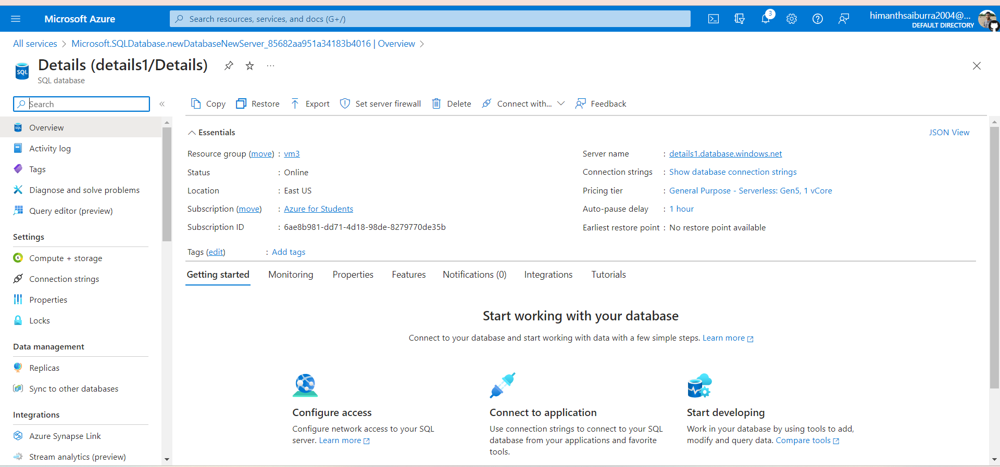 Microsoft Azure
Search resources, services, and docs (G+/)
3
himanthsaiburra2004@...
DEFAULT DIRECTORY
All services > Microsoft.SQLDatabase.newDatabaseNewServer_85682aa951a34183b4016 | Overview >
Details (details1/Details)
SQL
SQL database
Search
«
Overview
Activity log
Tags
Diagnose and solve problems
Query editor (preview)
Settings
Compute + storage
Connection strings
Properties
Locks
Data management
Replicas
Sync to other databases
Integrations
Azure Synapse Link
Stream analytics (preview)
Copy Restore Export Set server firewall Delete Connect with... Feedback
Essentials
JSON View
Resource group (move) : vm3
Status : Online
Location : East US
Subscription (move) : Azure for Students
Subscription ID : 6ae8b981-dd71-4d18-98de-8279770de35b
Server name : details1.database.windows.net
Connection strings : Show database connection strings
Pricing tier : General Purpose - Serverless: Gen5, 1 vCore
Auto-pause delay : 1 hour
Earliest restore point : No restore point available
Tags (edit) : Add tags
Getting started Monitoring Properties Features Notifications (0) Integrations Tutorials
Start working with your database
Connect to your database and start working with data with a few simple steps. Learn more
Configure access
Configure network access to your SQL
server. Learn more
Connect to application
Use connection strings to connect to your SQL
database from your applications and favorite
tools.
Start developing
Work in your database by using tools to add,
modify and query data. Compare tools